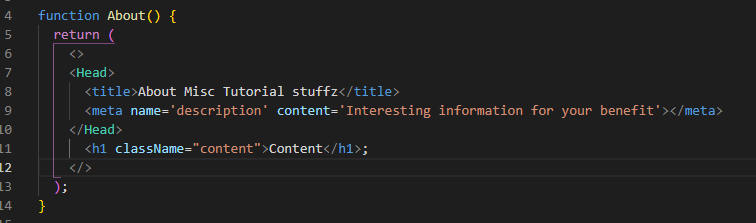 4 function About() {
5 return (
6 <>
7 <Head>
8 <title>About Misc Tutorial stuffz</title>
9 <meta name='description' content='Interesting information for your benefit'></meta>
10 </Head>
11 <h1 className="content">Content</h1>;
12 </>
13 );
14 }